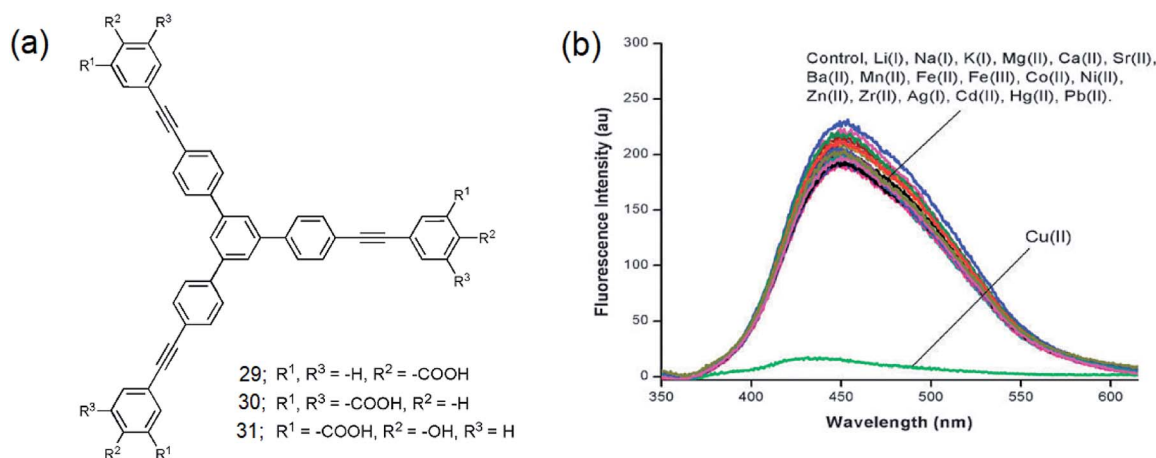 (a)
R² R³
R¹
R¹
R²
R³
R³
R² R¹
29; R¹, R³ = -H, R² = -COOH
30; R¹, R³ = -COOH, R² = -H
31; R¹ = -COOH, R² = -OH, R³ = H
(b)
300
250
200
150
100
50
0
Fluorescence Intensity (au)
Control, Li(I), Na(I), K(I), Mg(II), Ca(II), Sr(II),
Ba(II), Mn(II), Fe(II), Fe(III), Co(II), Ni(II),
Zn(II), Zr(II), Ag(I), Cd(II), Hg(II), Pb(II).
Cu(II)
350 400 450 500 550 600
Wavelength (nm)